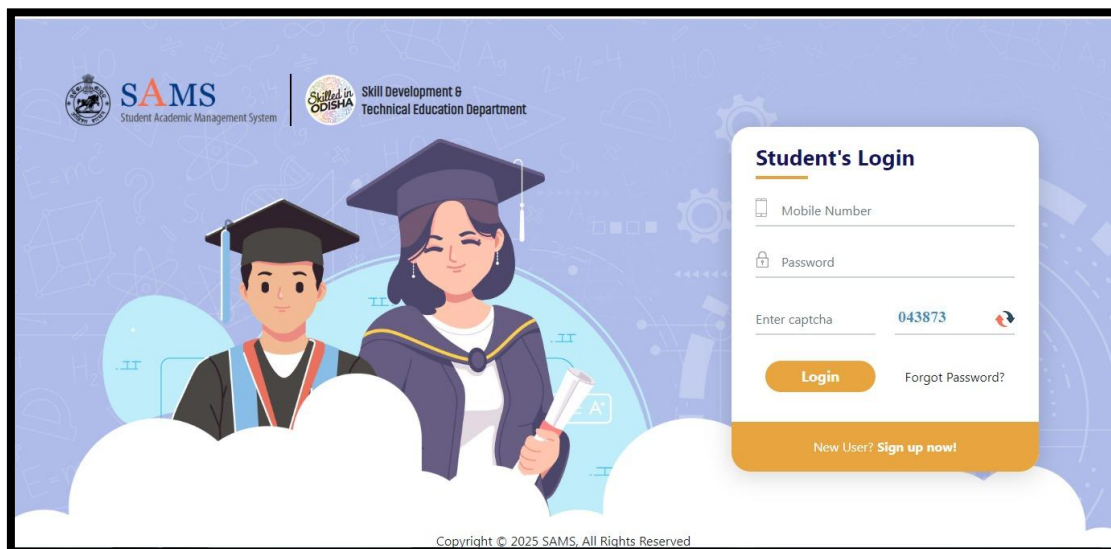 SAMS
Student Academic Management System
Skilled in
ODISHA
Skill Development &
Technical Education Department
Student's Login
Mobile Number
Password
Enter captcha
043873
Login
Forgot Password?
New User? Sign up now!
Copyright © 2025 SAMS, All Rights Reserved